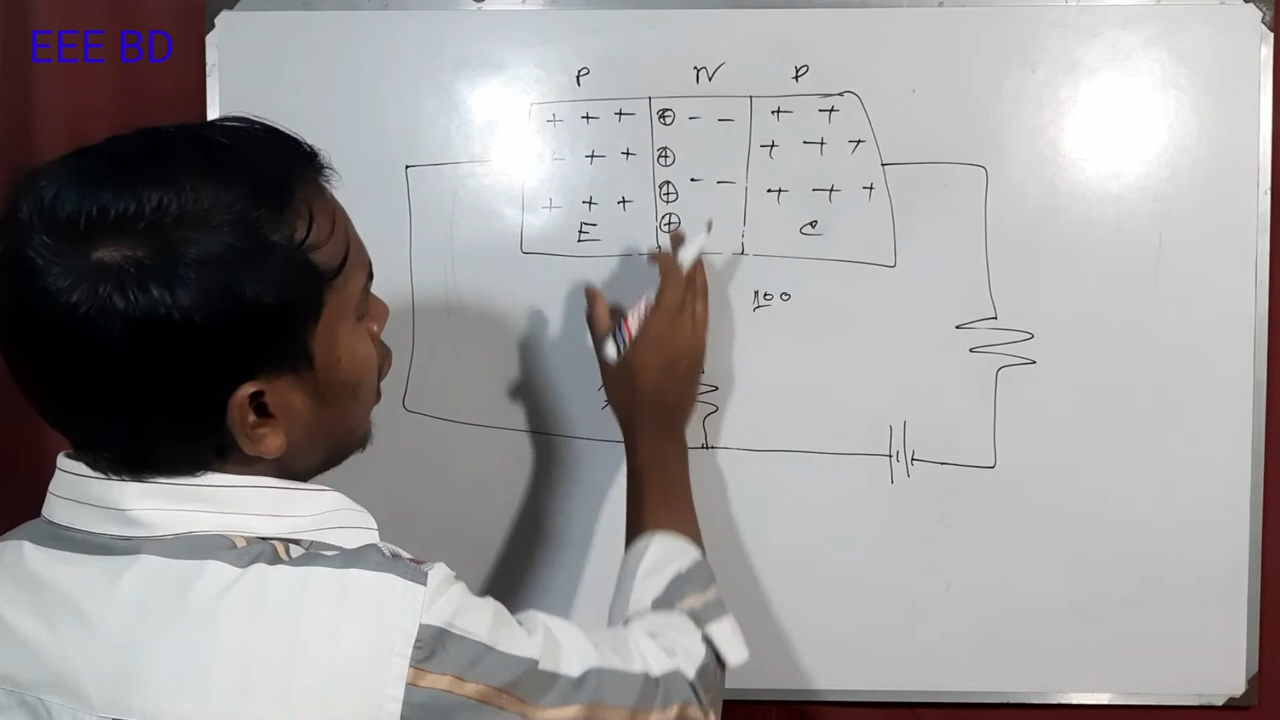 EEE BD
P N P
+ + + ⊕ - - + +
- + + ⊕ + + +
+ + + ⊕ - - + + +
E ⊕ C
100